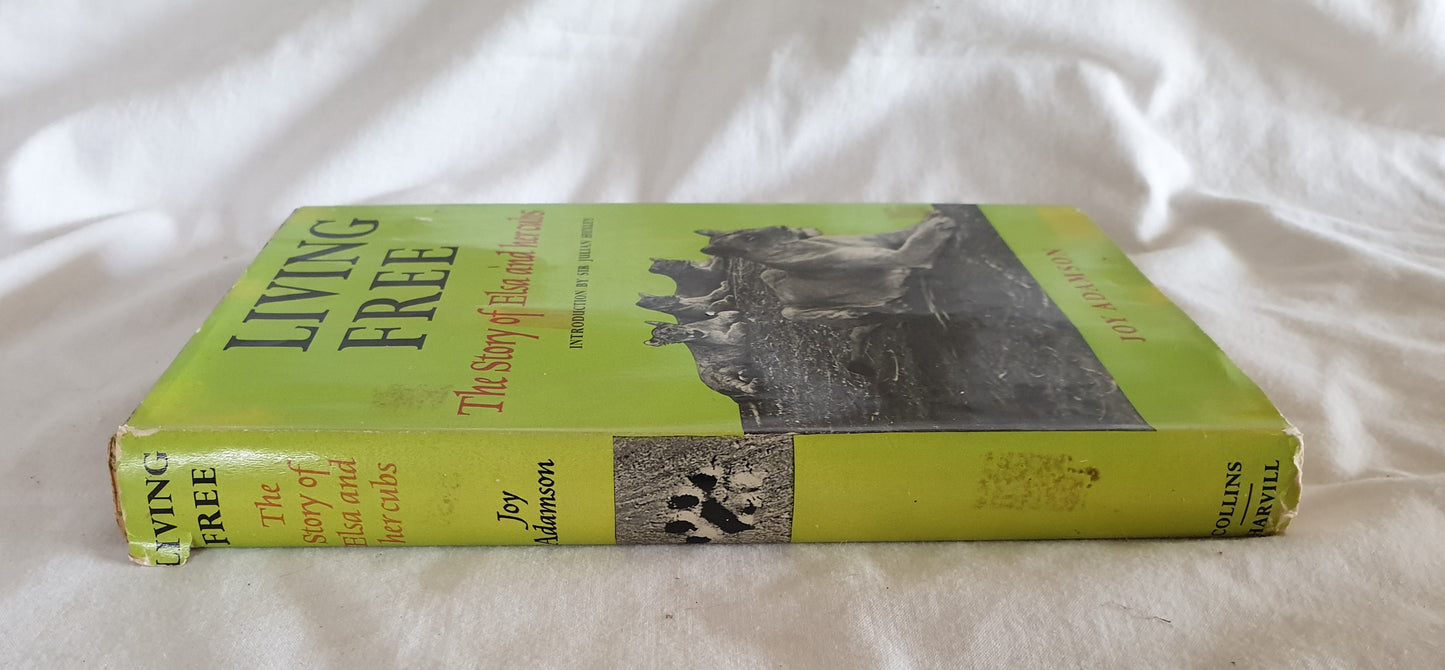 LIVING
FREE
The Story of Elsa and her cubs
INTRODUCTION BY SIR JULIAN HUXLEY
JOY ADAMSON
LIVING
FREE
The
Story of
Elsa and
her cubs
Joy
Adamson
COLLINS
HARVILL